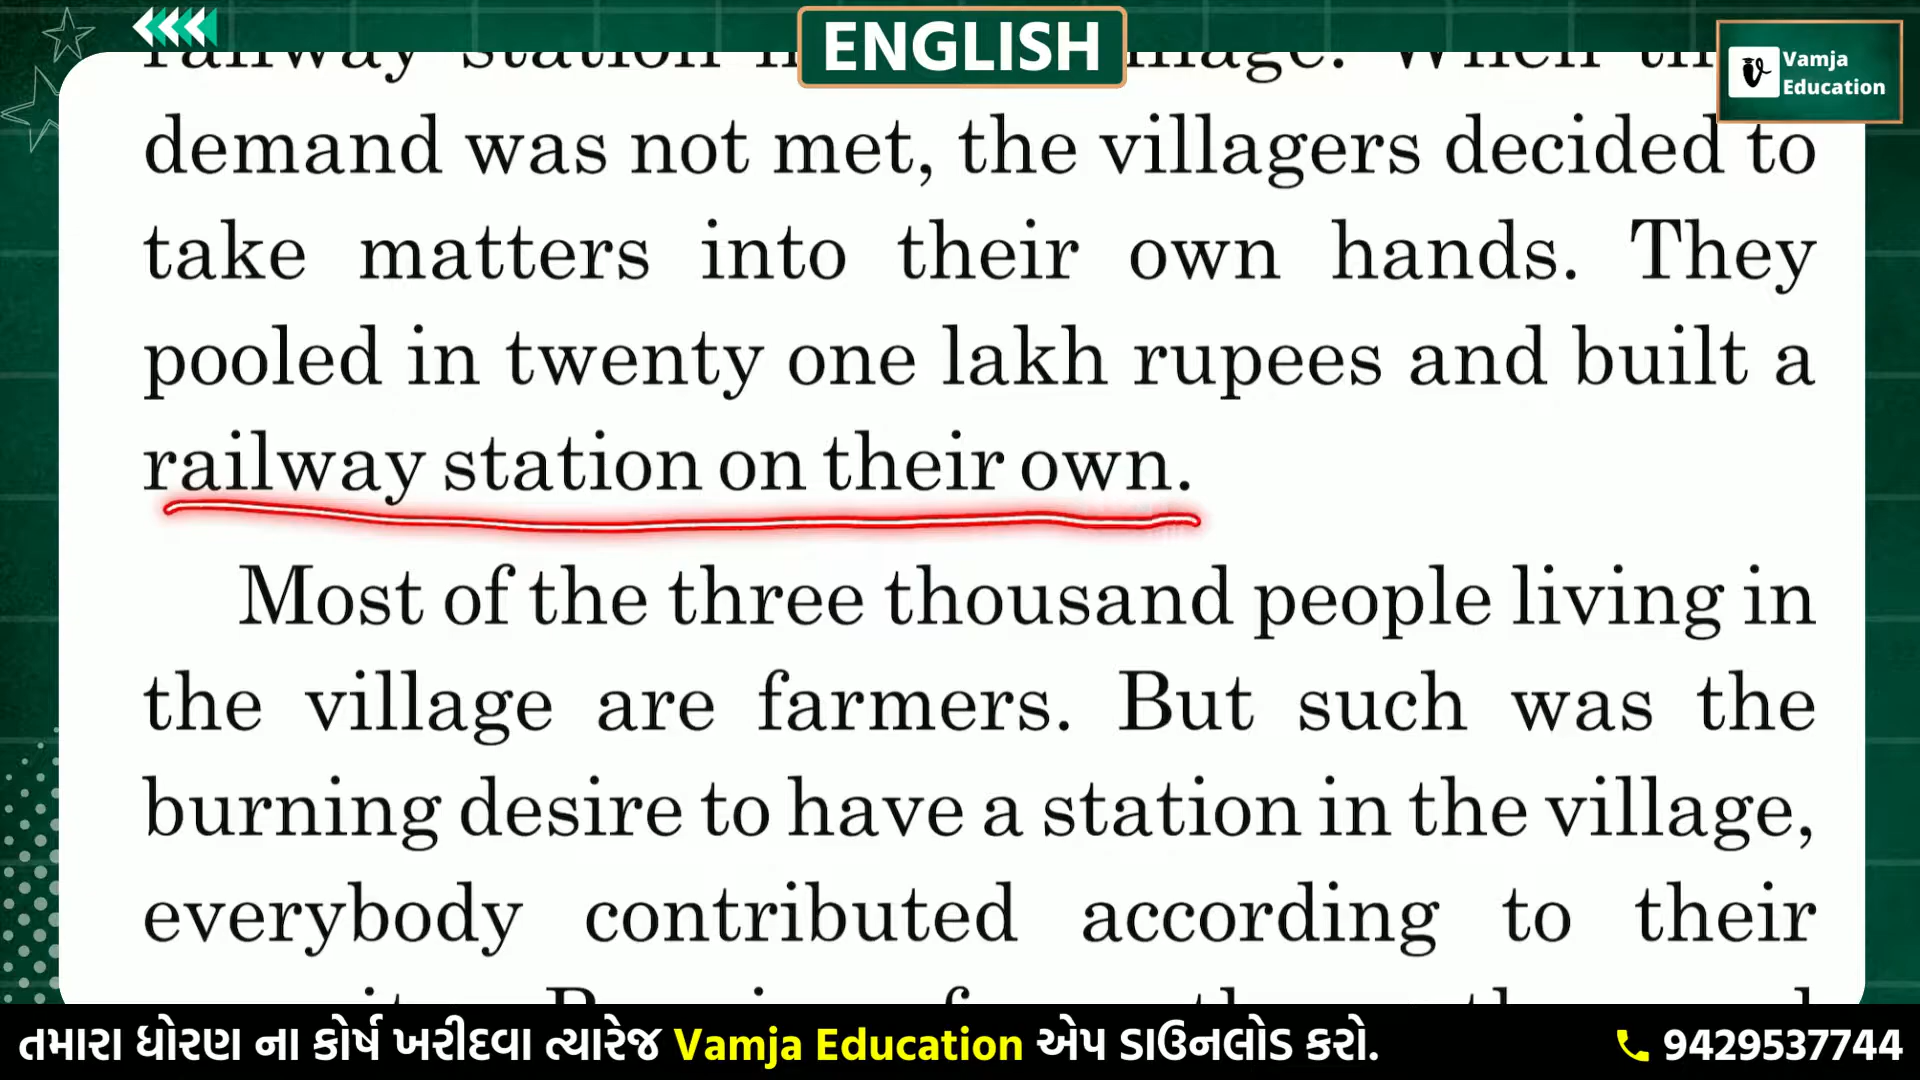 ENGLISH
Vamja
Education
railway station
demand was not met, the villagers decided to
take matters into their own hands. They
pooled in twenty one lakh rupees and built a
railway station on their own.
Most of the three thousand people living in
the village are farmers. But such was the
burning desire to have a station in the village,
everybody contributed according to their
તમારા ધોરણ ના કોર્ષ ખરીદવા ત્યારેજ Vamja Education એપ ડાઉનલોડ કરો.
9429537744